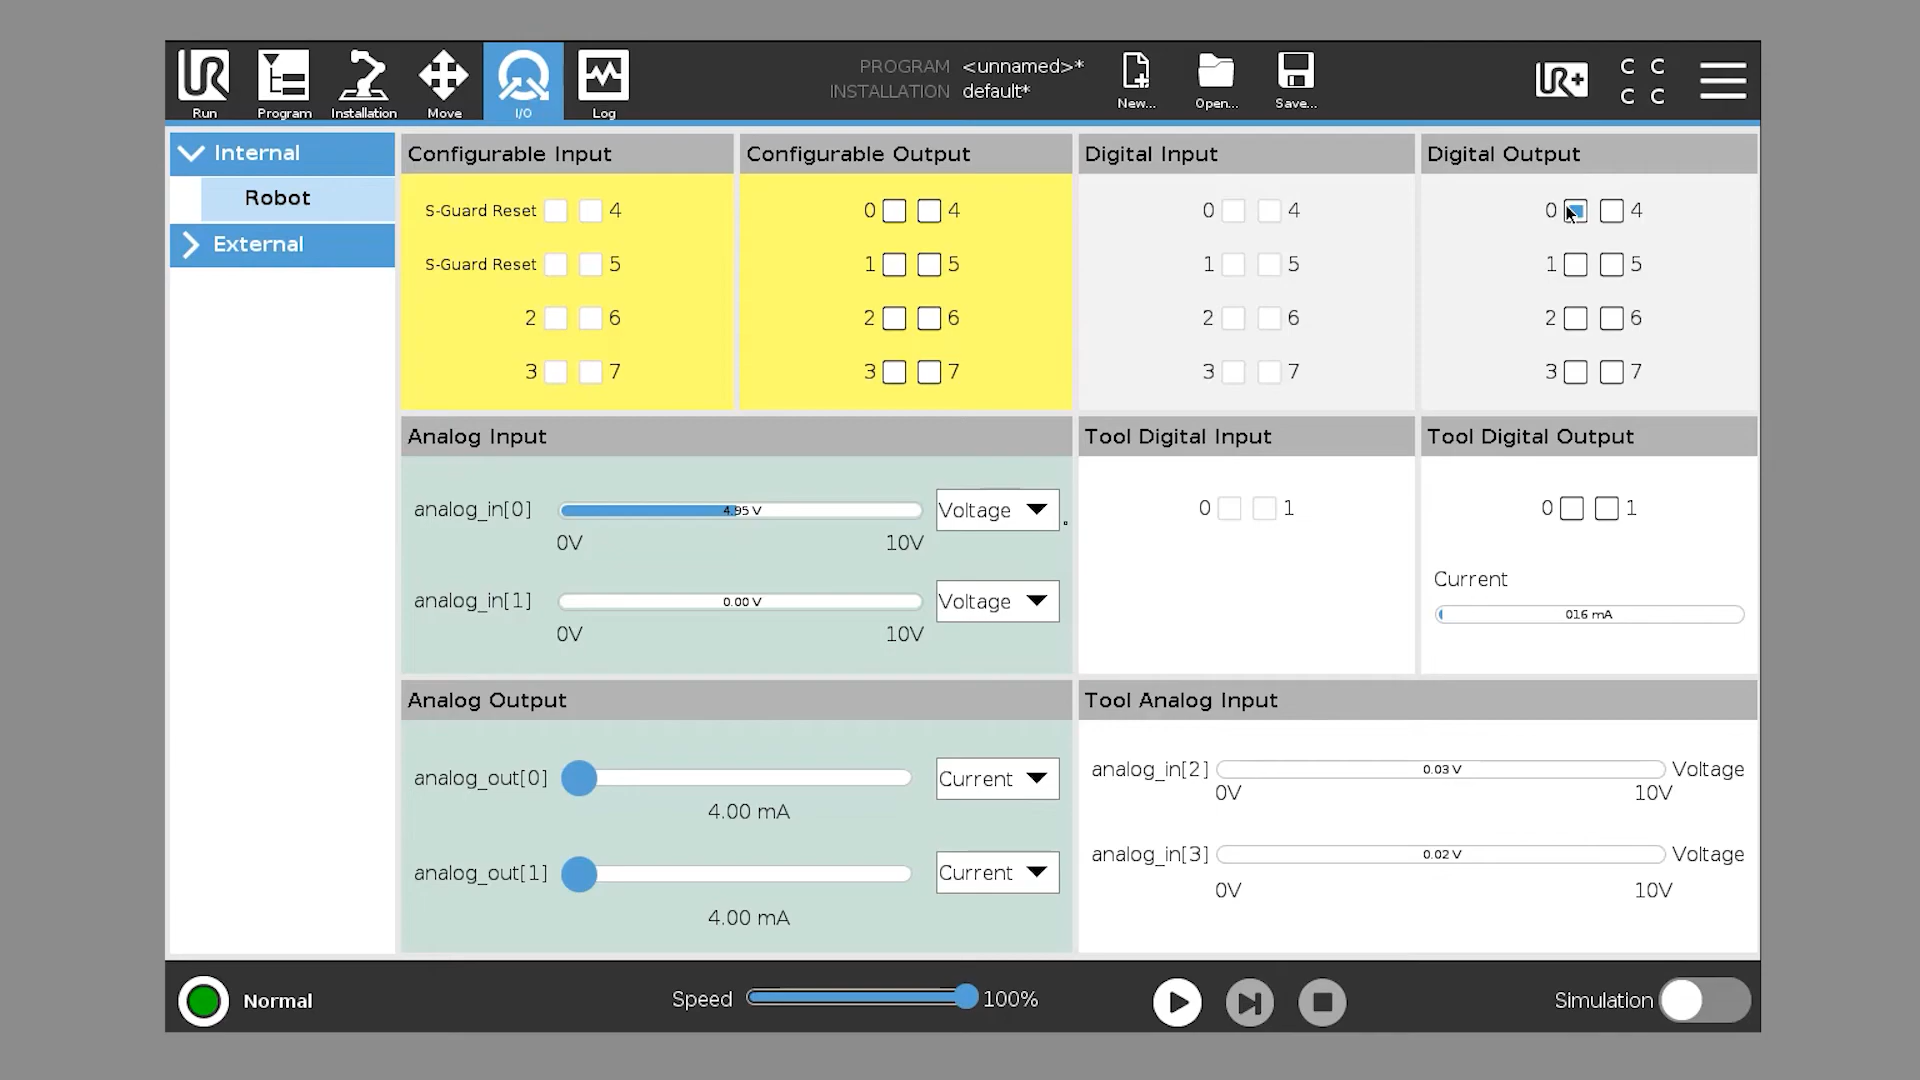 PROGRAM <unnamed>*
INSTALLATION default*
Run Program Installation Move I/O Log
New... Open... Save...
UR+
C C
C C
Internal
Robot
External
Configurable Input
S-Guard Reset 4
S-Guard Reset 5
2 6
3 7
Configurable Output
0 4
1 5
2 6
3 7
Digital Input
0 4
1 5
2 6
3 7
Digital Output
0 4
1 5
2 6
3 7
Analog Input
analog_in[0] 4.95 V Voltage
0V 10V
analog_in[1] 0.00 V Voltage
0V 10V
Tool Digital Input
0 1
Tool Digital Output
0 1
Current
016 mA
Analog Output
analog_out[0] Current
4.00 mA
analog_out[1] Current
4.00 mA
Tool Analog Input
analog_in[2] 0.03 V Voltage
0V 10V
analog_in[3] 0.02 V Voltage
0V 10V
Normal
Speed 100%
Simulation